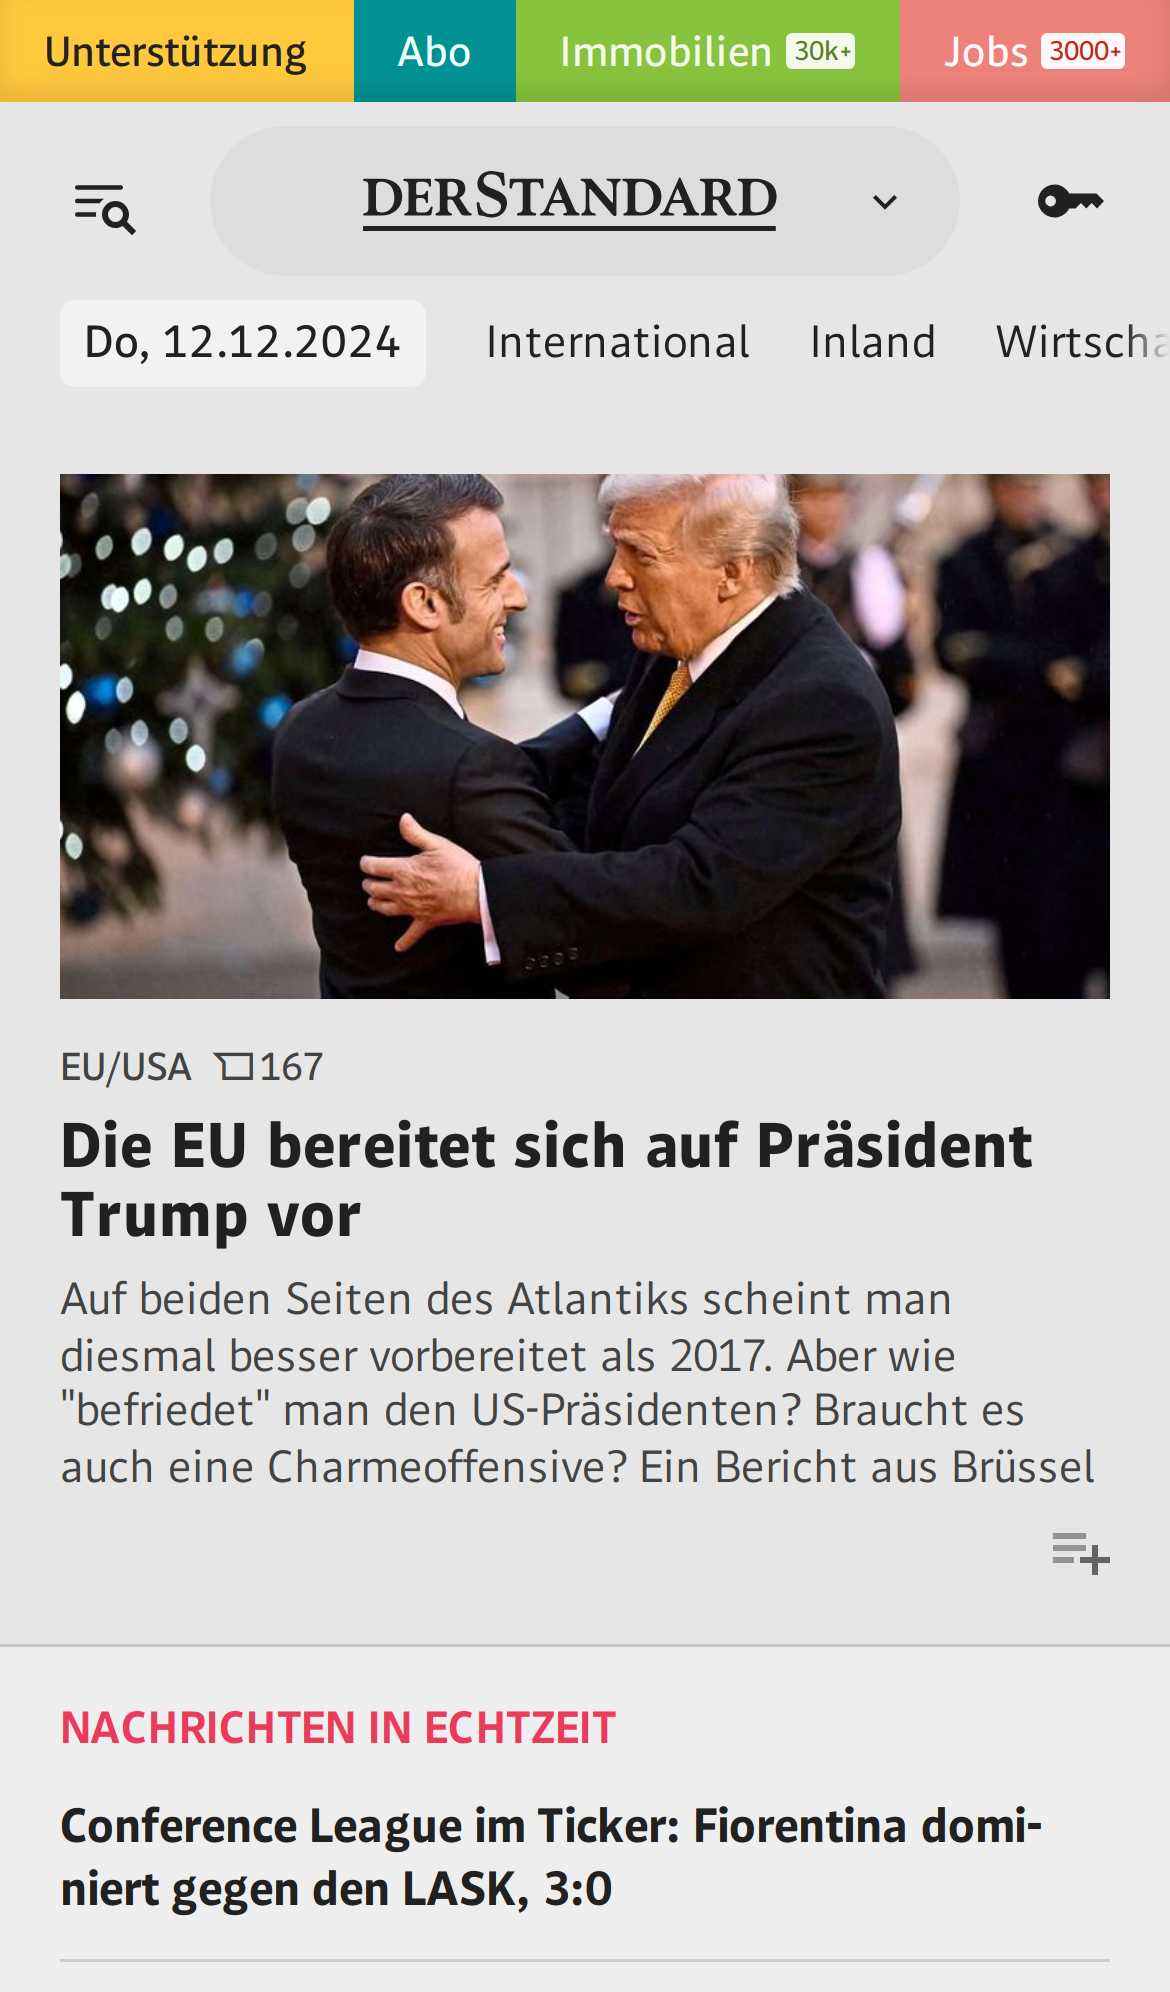 Unterstützung Abo Immobilien 30k+ Jobs 3000+
DERSTANDARD
Do, 12.12.2024 International Inland Wirtscha
EU/USA 167
Die EU bereitet sich auf Präsident
Trump vor
Auf beiden Seiten des Atlantiks scheint man
diesmal besser vorbereitet als 2017. Aber wie
"befriedet" man den US-Präsidenten? Braucht es
auch eine Charmeoffensive? Ein Bericht aus Brüssel
NACHRICHTEN IN ECHTZEIT
Conference League im Ticker: Fiorentina domi-
niert gegen den LASK, 3:0